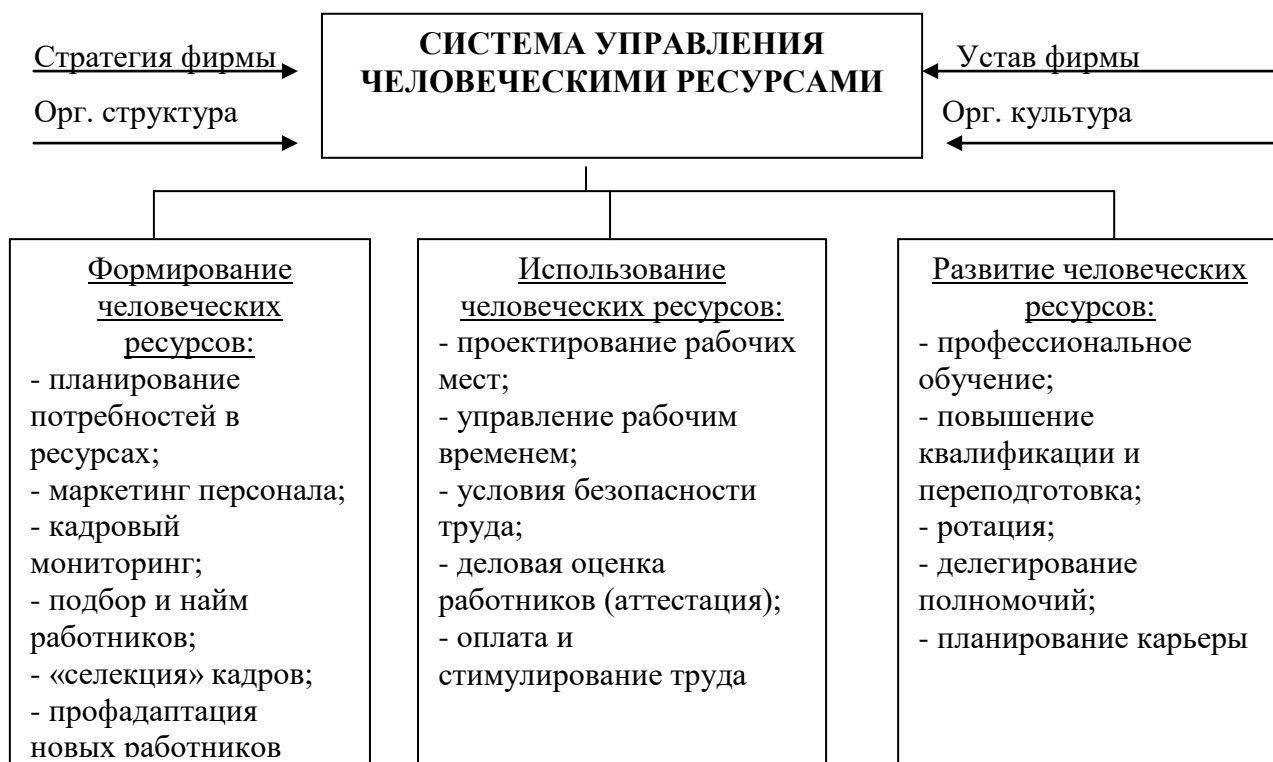 СИСТЕМА УПРАВЛЕНИЯ
ЧЕЛОВЕЧЕСКИМИ РЕСУРСАМИ
Стратегия фирмы
Орг. структура
Устав фирмы
Орг. культура
Формирование
человеческих
ресурсов:
- планирование
потребностей в
ресурсах;
- маркетинг персонала;
- кадровый
мониторинг;
- подбор и найм
работников;
- «селекция» кадров;
- профадаптация
новых работников
Использование
человеческих ресурсов:
- проектирование рабочих
мест;
- управление рабочим
временем;
- условия безопасности
труда;
- деловая оценка
работников (аттестация);
- оплата и
стимулирование труда
Развитие человеческих
ресурсов:
- профессиональное
обучение;
- повышение
квалификации и
переподготовка;
- ротация;
- делегирование
полномочий;
- планирование карьеры